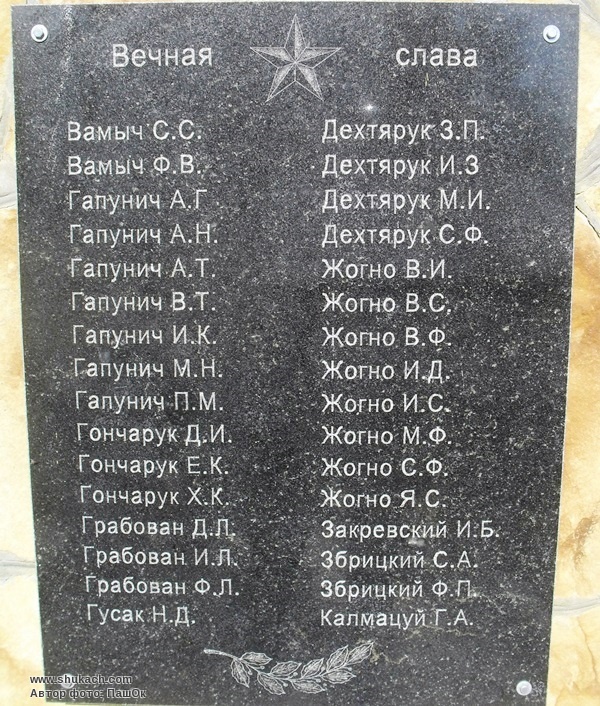 Вечная слава
Вамыч С.С.
Вамыч Ф.В.
Гапунич А.Г
Гапунич А.Н.
Гапунич А.Т.
Гапунич В.Т.
Гапунич И.К.
Гапунич М.Н.
Гапунич П.М.
Гончарук Д.И.
Гончарук Е.К.
Гончарук Х.К.
Грабован Д.Л.
Грабован И.Л.
Грабован Ф.Л.
Гусак Н.Д.
Дехтярук З.П.
Дехтярук И.З
Дехтярук М.И.
Дехтярук С.Ф.
Жогно В.И.
Жогно В.С.
Жогно В.Ф.
Жогно И.Д.
Жогно И.С.
Жогно М.Ф.
Жогно С.Ф.
Жогно Я.С.
Закревский И.Б.
Збрицкий С.А.
Збрицкий Ф.П.
Калмацуй Г.А.
www.shukach.com
Автор фото: ПашОк